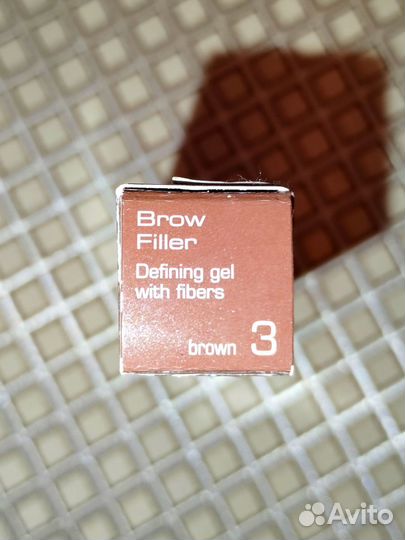 Brow
Filler
Defining gel
with fibers
brown 3
Avito